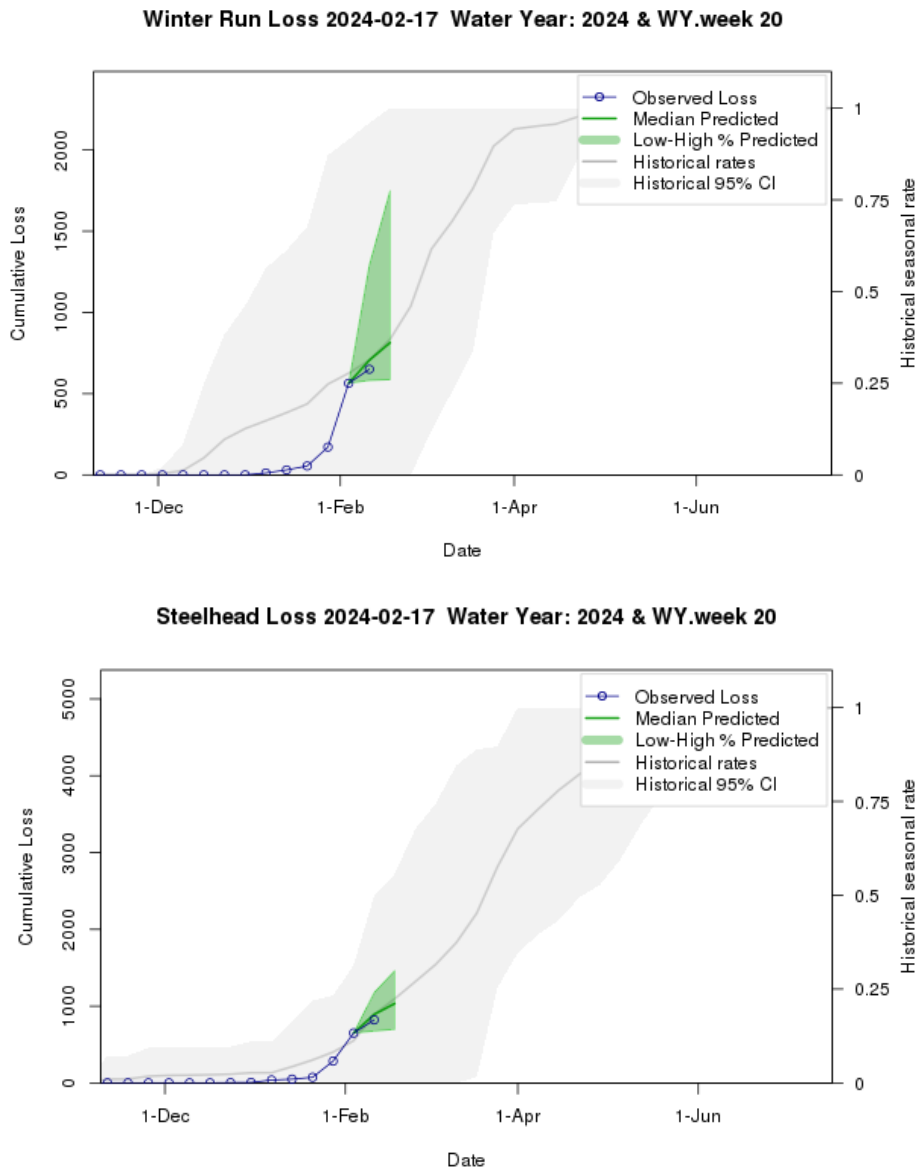 Winter Run Loss 2024-02-17  Water Year: 2024 & WY.week 20
Observed Loss
Median Predicted
Low-High % Predicted
Historical rates
Historical 95% CI
Cumulative Loss
2000
1500
1000
500
0
1
0.75
0.5
0.25
0
Historical seasonal rate
1-Dec
1-Feb
1-Apr
1-Jun
Date
Steelhead Loss 2024-02-17  Water Year: 2024 & WY.week 20
Observed Loss
Median Predicted
Low-High % Predicted
Historical rates
Historical 95% CI
Cumulative Loss
5000
4000
3000
2000
1000
0
1
0.75
0.5
0.25
0
Historical seasonal rate
1-Dec
1-Feb
1-Apr
1-Jun
Date